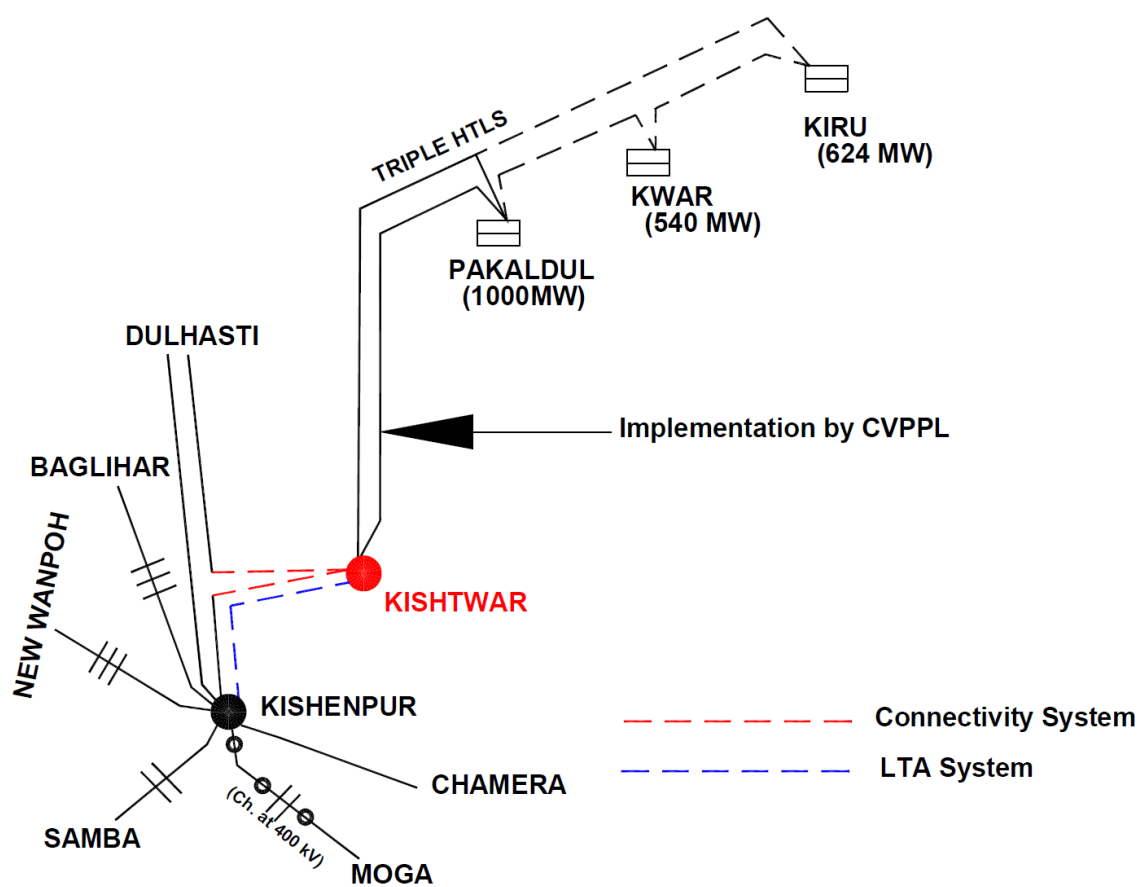 TRIPLE HTLS
KIRU
(624 MW)
KWAR
(540 MW)
PAKALDUL
(1000MW)
DULHASTI
Implementation by CVPPL
BAGLIHAR
NEW WANPOH
KISHTWAR
KISHENPUR
Connectivity System
LTA System
CHAMERA
(Ch. at 400 kV)
SAMBA
MOGA